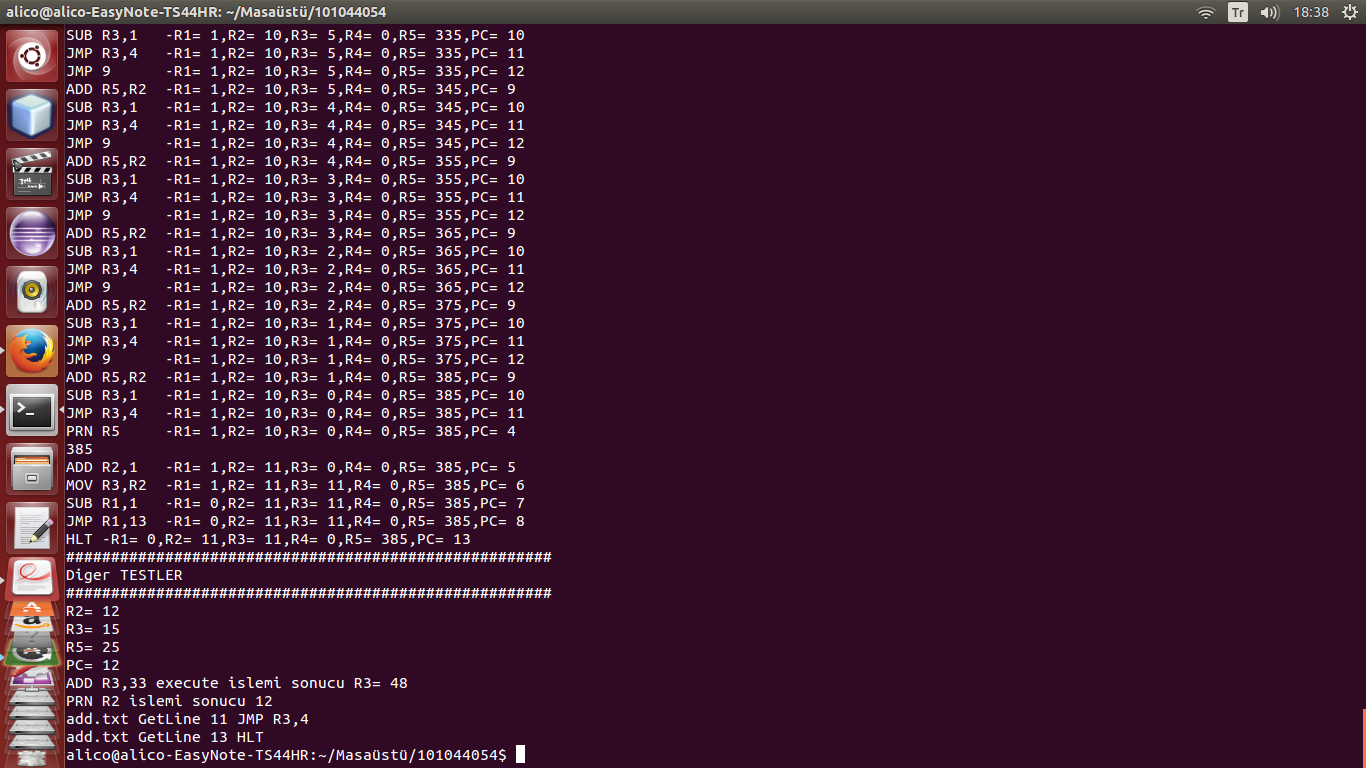 alico@alico-EasyNote-TS44HR: ~/Masaüstü/101044054
Tr
18:38
SUB R3,1   -R1= 1,R2= 10,R3= 5,R4= 0,R5= 335,PC= 10
JMP R3,4   -R1= 1,R2= 10,R3= 5,R4= 0,R5= 335,PC= 11
JMP 9      -R1= 1,R2= 10,R3= 5,R4= 0,R5= 335,PC= 12
ADD R5,R2  -R1= 1,R2= 10,R3= 5,R4= 0,R5= 345,PC= 9
SUB R3,1   -R1= 1,R2= 10,R3= 4,R4= 0,R5= 345,PC= 10
JMP R3,4   -R1= 1,R2= 10,R3= 4,R4= 0,R5= 345,PC= 11
JMP 9      -R1= 1,R2= 10,R3= 4,R4= 0,R5= 345,PC= 12
ADD R5,R2  -R1= 1,R2= 10,R3= 4,R4= 0,R5= 355,PC= 9
SUB R3,1   -R1= 1,R2= 10,R3= 3,R4= 0,R5= 355,PC= 10
JMP R3,4   -R1= 1,R2= 10,R3= 3,R4= 0,R5= 355,PC= 11
JMP 9      -R1= 1,R2= 10,R3= 3,R4= 0,R5= 355,PC= 12
ADD R5,R2  -R1= 1,R2= 10,R3= 3,R4= 0,R5= 365,PC= 9
SUB R3,1   -R1= 1,R2= 10,R3= 2,R4= 0,R5= 365,PC= 10
JMP R3,4   -R1= 1,R2= 10,R3= 2,R4= 0,R5= 365,PC= 11
JMP 9      -R1= 1,R2= 10,R3= 2,R4= 0,R5= 365,PC= 12
ADD R5,R2  -R1= 1,R2= 10,R3= 2,R4= 0,R5= 375,PC= 9
SUB R3,1   -R1= 1,R2= 10,R3= 1,R4= 0,R5= 375,PC= 10
JMP R3,4   -R1= 1,R2= 10,R3= 1,R4= 0,R5= 375,PC= 11
JMP 9      -R1= 1,R2= 10,R3= 1,R4= 0,R5= 375,PC= 12
ADD R5,R2  -R1= 1,R2= 10,R3= 1,R4= 0,R5= 385,PC= 9
SUB R3,1   -R1= 1,R2= 10,R3= 0,R4= 0,R5= 385,PC= 10
JMP R3,4   -R1= 1,R2= 10,R3= 0,R4= 0,R5= 385,PC= 11
PRN R5     -R1= 1,R2= 10,R3= 0,R4= 0,R5= 385,PC= 4
385
ADD R2,1   -R1= 1,R2= 11,R3= 0,R4= 0,R5= 385,PC= 5
MOV R3,R2  -R1= 1,R2= 11,R3= 11,R4= 0,R5= 385,PC= 6
SUB R1,1   -R1= 0,R2= 11,R3= 11,R4= 0,R5= 385,PC= 7
JMP R1,13  -R1= 0,R2= 11,R3= 11,R4= 0,R5= 385,PC= 8
HLT -R1= 0,R2= 11,R3= 11,R4= 0,R5= 385,PC= 13
######################################################
Diger TESTLER
######################################################
R2= 12
R3= 15
R5= 25
PC= 12
ADD R3,33 execute islemi sonucu R3= 48
PRN R2 islemi sonucu 12
add.txt GetLine 11 JMP R3,4
add.txt GetLine 13 HLT
alico@alico-EasyNote-TS44HR:~/Masaüstü/101044054$